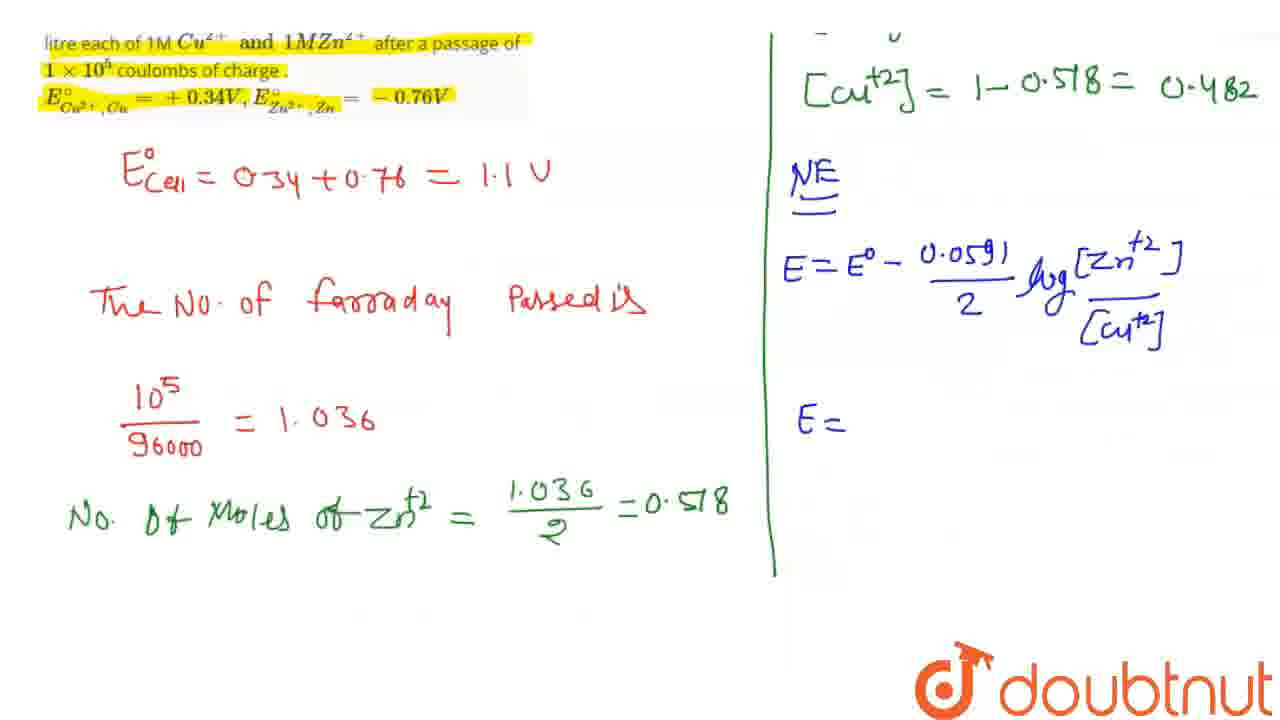 litre each of 1M Cu²⁺ and 1MZn²⁺ after a passage of
1 × 10⁵ coulombs of charge .
E°Cu²⁺,Cu = +0.34V, E°Zn²⁺,Zn = −0.76V
E⁰Cell = 0.34 + 0.76 = 1.1 V
The No. of farraday Passed is
10⁵/96000 = 1.036
No. of Moles of Zn⁺² = 1.036/2 = 0.518
[Cu⁺²] = 1 - 0.518 = 0.482
NE
E = E⁰ - 0.0591/2 log [Zn⁺²]/[Cu⁺²]
E =
doubtnut